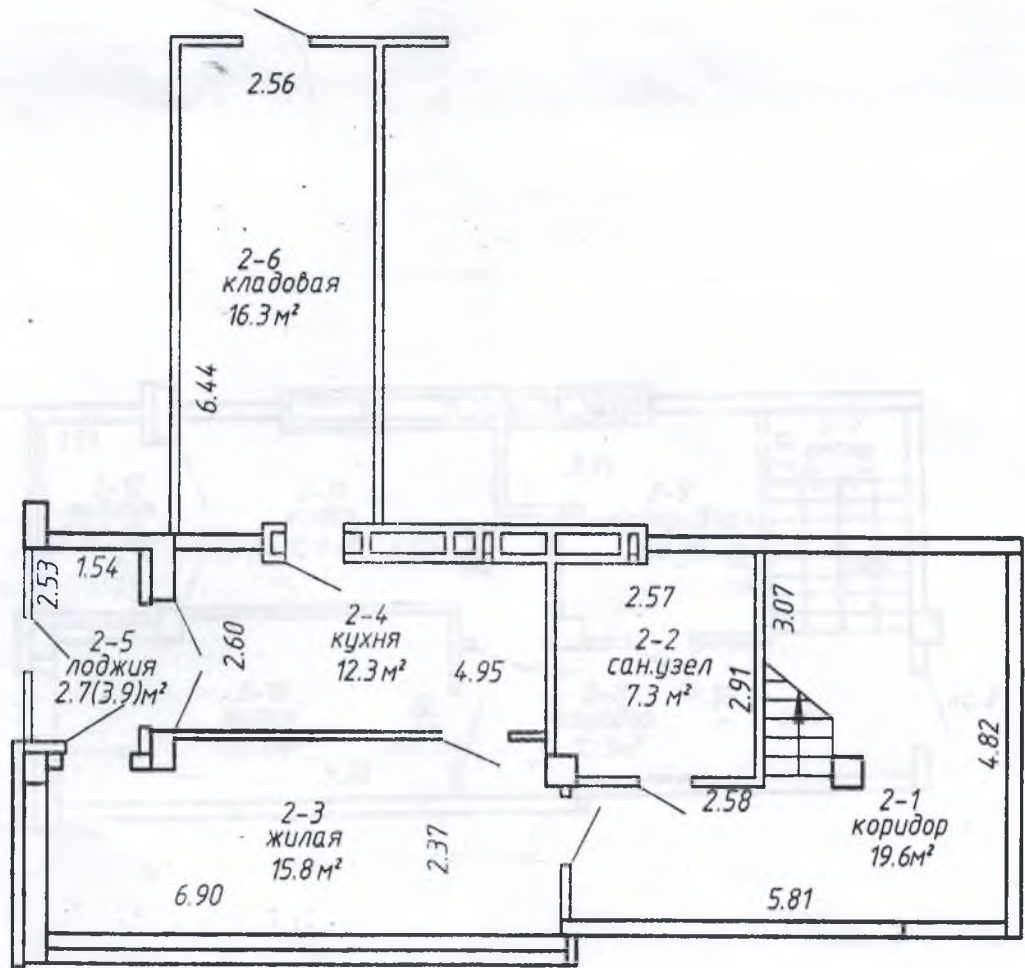 2.56
2-6
кладовая
16.3 м²
6.44
2.53
1.54
2-5
лоджия
2.7(3.9)м²
2.60
2-4
кухня
12.3 м²
4.95
2.57
2-2
сан.узел
7.3 м²
2.91
3.07
4.82
2.58
2-1
коридор
19.6м²
5.81
2-3
жилая
15.8 м²
2.37
6.90